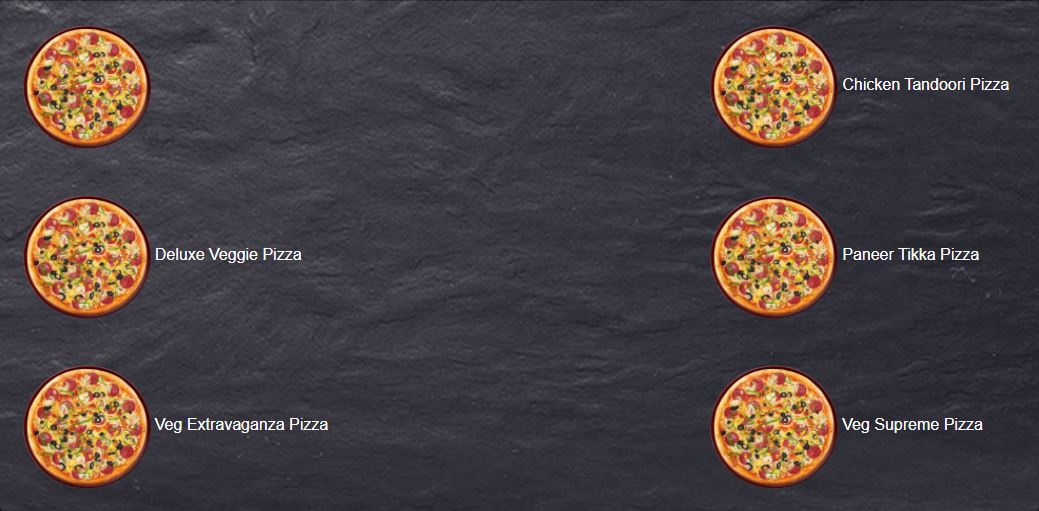 Chicken Tandoori Pizza
Deluxe Veggie Pizza
Paneer Tikka Pizza
Veg Extravaganza Pizza
Veg Supreme Pizza